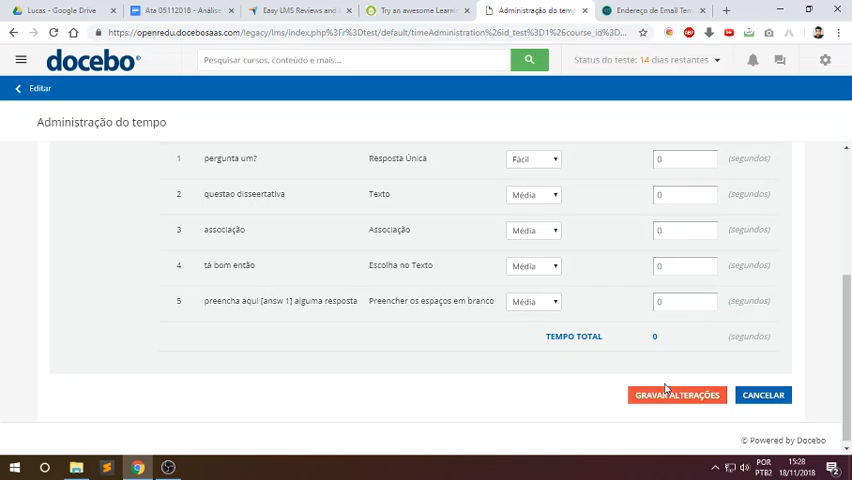 Lucas - Google Drive
Ata 05112018 - Análise
Easy LMS Reviews and
Try an awesome Learn
Administração do temp
Endereço de Email Tem
https://openredu.docebosaas.com/legacy/lms/index.php?r=%3Dtest/default/timeAdministration%26id_test%3D1%26course_id%3D...
docebo
Pesquisar cursos, conteúdo e mais...
Status do teste: 14 dias restantes
Editar
Administração do tempo
1 pergunta um? Resposta Única Fácil 0 (segundos)
2 questao disseertativa Texto Média 0 (segundos)
3 associação Associação Média 0 (segundos)
4 tá bom então Escolha no Texto Média 0 (segundos)
5 preencha aqui [answ 1] alguma resposta Preencher os espaços em branco Média 0 (segundos)
TEMPO TOTAL 0 (segundos)
GRAVAR ALTERAÇÕES CANCELAR
© Powered by Docebo
POR 15:28
PTB2 18/11/2018
2